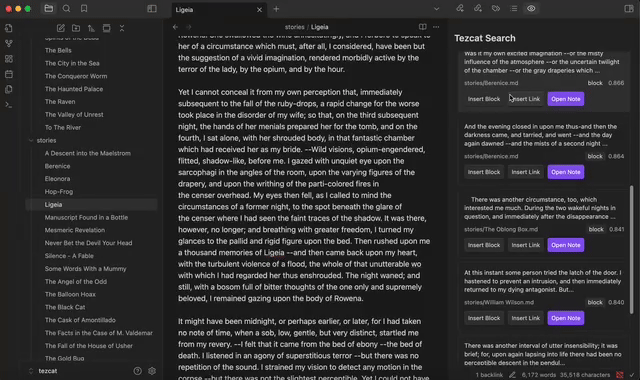 Ligeia
stories / Ligeia
Spirits of the Dead
The Bells
The City in the Sea
The Conqueror Worm
The Haunted Palace
The Raven
The Valley of Unrest
To The River
stories
A Descent into the Maelstrom
Berenice
Eleonora
Hop-Frog
Ligeia
Manuscript Found in a Bottle
Mesmeric Revelation
Never Bet the Devil Your Head
Silence - A Fable
Some Words With a Mummy
The Angel of the Odd
The Balloon Hoax
The Black Cat
The Cask of Amontillado
The Facts in the Case of M. Valdemar
The Fall of the House of Usher
The Gold Bug
tezcat
her of a circumstance which must, after all, I considered, have been but
the suggestion of a vivid imagination, rendered morbidly active by the
terror of the lady, by the opium, and by the hour.
Yet I cannot conceal it from my own perception that, immediately
subsequent to the fall of the ruby-drops, a rapid change for the worse
took place in the disorder of my wife; so that, on the third subsequent
night, the hands of her menials prepared her for the tomb, and on the
fourth, I sat alone, with her shrouded body, in that fantastic chamber
which had received her as my bride. --Wild visions, opium-engendered,
flitted, shadow-like, before me. I gazed with unquiet eye upon the
sarcophagi in the angles of the room, upon the varying figures of the
drapery, and upon the writhing of the parti-colored fires in
the censer overhead. My eyes then fell, as I called to mind the
circumstances of a former night, to the spot beneath the glare of
the censer where I had seen the faint traces of the shadow. It was there,
however, no longer; and breathing with greater freedom, I turned my
glances to the pallid and rigid figure upon the bed. Then rushed upon me
a thousand memories of Ligeia --and then came back upon my heart,
with the turbulent violence of a flood, the whole of that unutterable wo
with which I had regarded her thus enshrouded. The night waned; and
still, with a bosom full of bitter thoughts of the one only and supremely
beloved, I remained gazing upon the body of Rowena.
It might have been midnight, or perhaps earlier, or later, for I had taken
no note of time, when a sob, low, gentle, but very distinct, startled me
from my revery. --I felt that it came from the bed of ebony --the bed of
death. I listened in an agony of superstitious terror --but there was no
repetition of the sound. I strained my vision to detect any motion in the
corpse --but there was not the slightest perceptible. Yet I could not have
Tezcat Search
Was it my own excited imagination --or the misty
influence of the atmosphere --or the uncertain twilight
of the chamber --or the gray draperies which ...
stories/Berenice.md block 0.866
Insert Block Insert Link Open Note
And the evening closed in upon me thus-and then the
darkness came, and tarried, and went --and the day
again dawned --and the mists of a second night ...
stories/Berenice.md block 0.864
Insert Block Insert Link Open Note
There was another circumstance, too, which
interested me much. During the two wakeful nights in
question, and immediately after the disappearance ...
stories/The Oblong Box.md block 0.841
Insert Block Insert Link Open Note
At this instant some person tried the latch of the door. I
hastened to prevent an intrusion, and then immediately
returned to my dying antagonist. But...
stories/William Wilson.md block 0.840
Insert Block Insert Link Open Note
There was another interval of utter insensibility; it was
brief; for, upon again lapsing into life there had been no
perceptible descent in the pendul...
1 backlink 6,172 words 35,518 characters